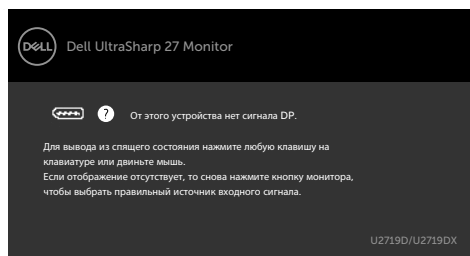 DELL
Dell UltraSharp 27 Monitor
?
От этого устройства нет сигнала DP.
Для вывода из спящего состояния нажмите любую клавишу на
клавиатуре или двиньте мышь.
Если отображение отсутствует, то снова нажмите кнопку монитора,
чтобы выбрать правильный источник входного сигнала.
U2719D/U2719DX